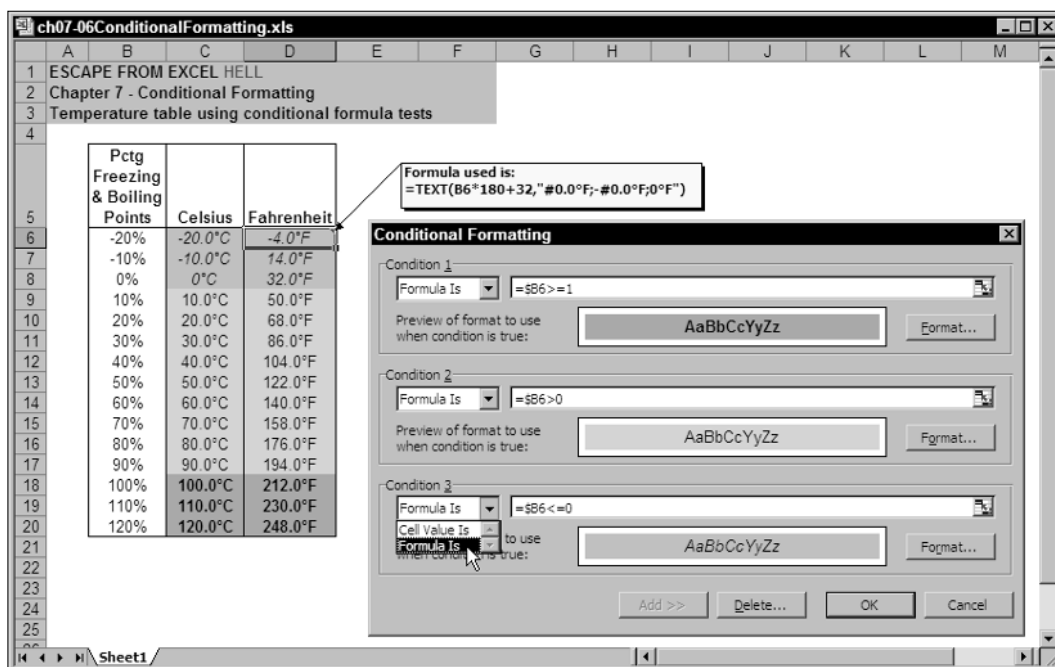 ch07-06ConditionalFormatting.xls
A B C D E F G H I J K L M
1 ESCAPE FROM EXCEL HELL
2 Chapter 7 - Conditional Formatting
3 Temperature table using conditional formula tests
4
Pctg
Freezing
& Boiling
5 Points Celsius Fahrenheit
6 -20% -20.0°C -4.0°F
7 -10% -10.0°C 14.0°F
8 0% 0°C 32.0°F
9 10% 10.0°C 50.0°F
10 20% 20.0°C 68.0°F
11 30% 30.0°C 86.0°F
12 40% 40.0°C 104.0°F
13 50% 50.0°C 122.0°F
14 60% 60.0°C 140.0°F
15 70% 70.0°C 158.0°F
16 80% 80.0°C 176.0°F
17 90% 90.0°C 194.0°F
18 100% 100.0°C 212.0°F
19 110% 110.0°C 230.0°F
20 120% 120.0°C 248.0°F
21
22
23
24
25
Formula used is:
=TEXT(B6*180+32,"#0.0°F;-#0.0°F;0°F")
Conditional Formatting
Condition 1
Formula Is =$B6>=1
Preview of format to use
when condition is true:
AaBbCcYyZz
Format...
Condition 2
Formula Is =$B6>0
Preview of format to use
when condition is true:
AaBbCcYyZz
Format...
Condition 3
Formula Is =$B6<=0
Cell Value Is
Formula Is
to use
when condition is true:
AaBbCcYyZz
Format...
Add >> Delete... OK Cancel
Sheet1